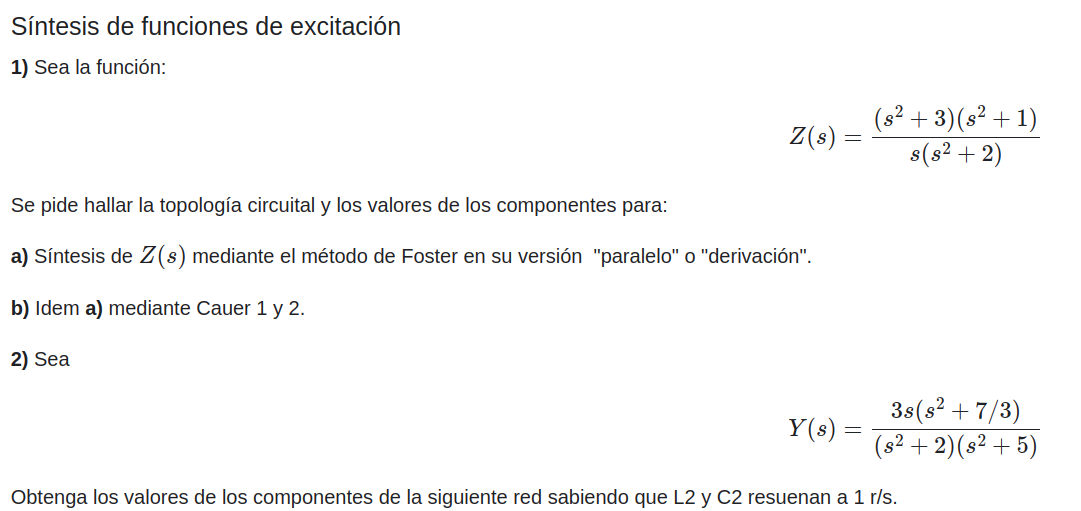 Síntesis de funciones de excitación
1) Sea la función:
Z(s) = \frac{(s^2 + 3)(s^2 + 1)}{s(s^2 + 2)}
Se pide hallar la topología circuital y los valores de los componentes para:
a) Síntesis de Z(s) mediante el método de Foster en su versión "paralelo" o "derivación".
b) Idem a) mediante Cauer 1 y 2.
2) Sea
Y(s) = \frac{3s(s^2 + 7/3)}{(s^2 + 2)(s^2 + 5)}
Obtenga los valores de los componentes de la siguiente red sabiendo que L2 y C2 resuenan a 1 r/s.